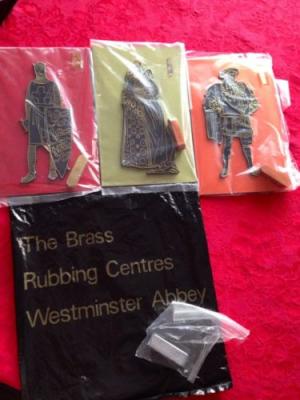 The Brass
Rubbing Centres
Westminster Abbey